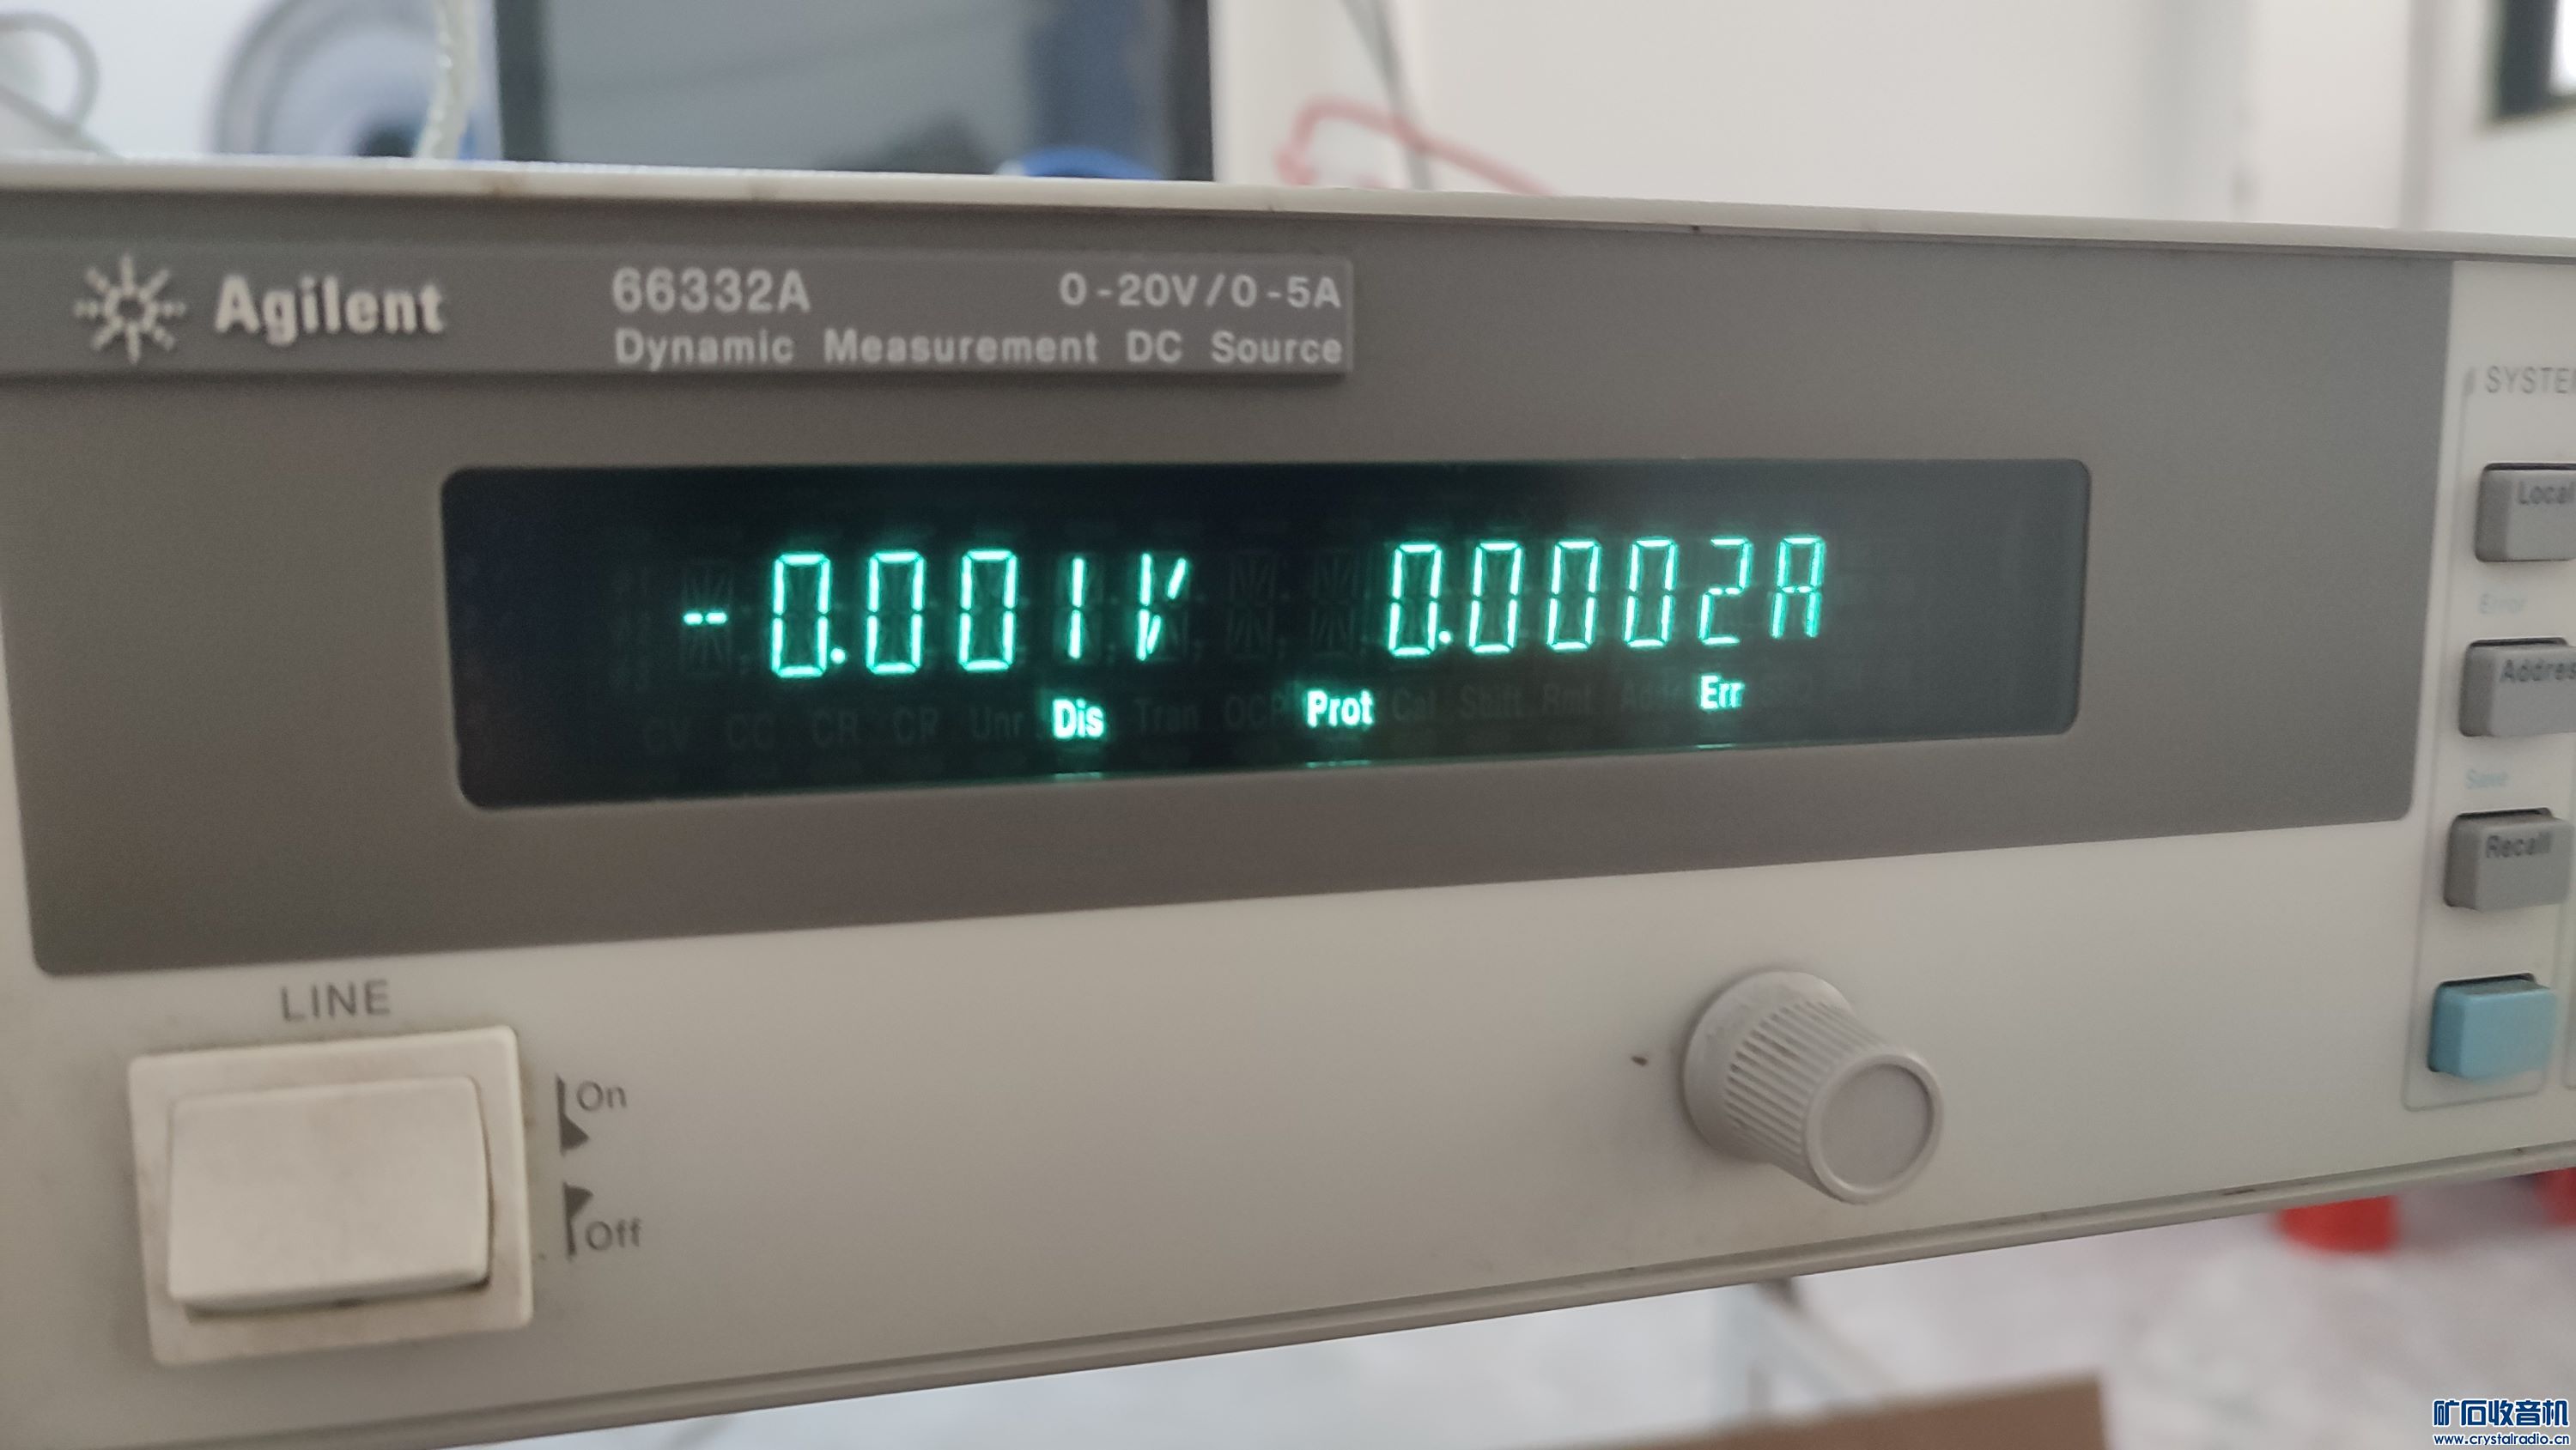 Agilent
66332A 0-20V/0-5A
Dynamic Measurement DC Source
-0.001V 0.0002A
CV CC CR CR Unr Dis Tran OCP Prot Cal Shift Rmt Addr Err
SYSTEM
Local
Error
Address
Save
Recall
LINE
On
Off
矿石收音机
www.crystalradio.cn